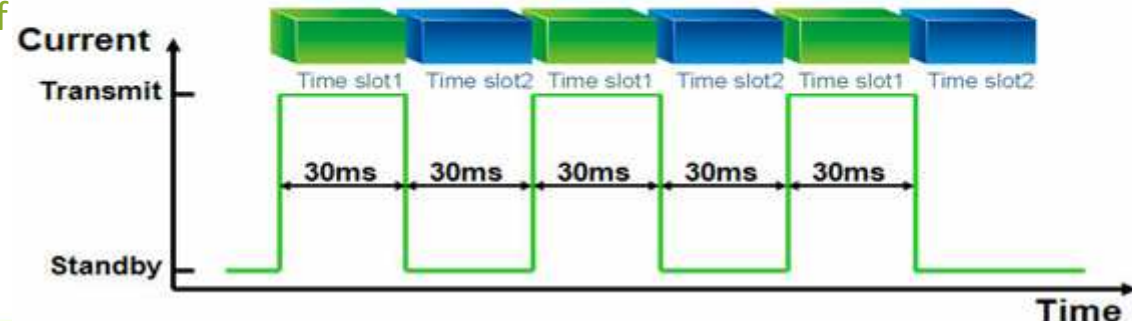 f
Current
Time slot1 Time slot2 Time slot1 Time slot2 Time slot1 Time slot2
Transmit
30ms 30ms 30ms 30ms 30ms
Standby
Time